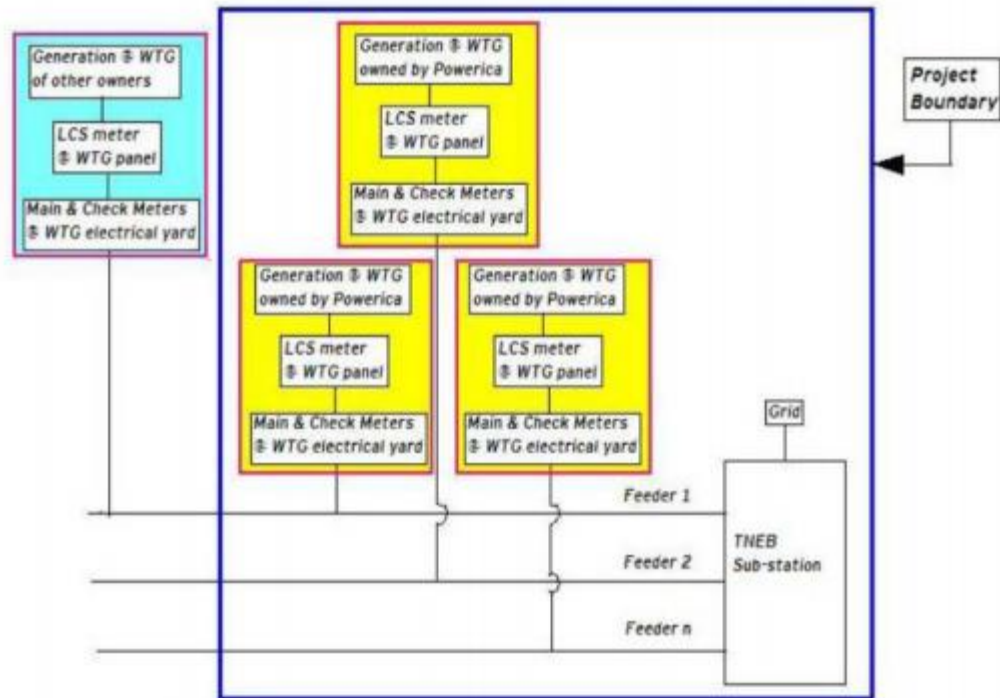 Generation @ WTG
of other owners
LCS meter
@ WTG panel
Main & Check Meters
@ WTG electrical yard
Generation @ WTG
owned by Powerica
LCS meter
@ WTG panel
Main & Check Meters
@ WTG electrical yard
Project
Boundary
Generation @ WTG
owned by Powerica
LCS meter
@ WTG panel
Main & Check Meters
@ WTG electrical yard
Generation @ WTG
owned by Powerica
LCS meter
@ WTG panel
Main & Check Meters
@ WTG electrical yard
Grid
Feeder 1
Feeder 2
Feeder n
TNEB
Sub-station